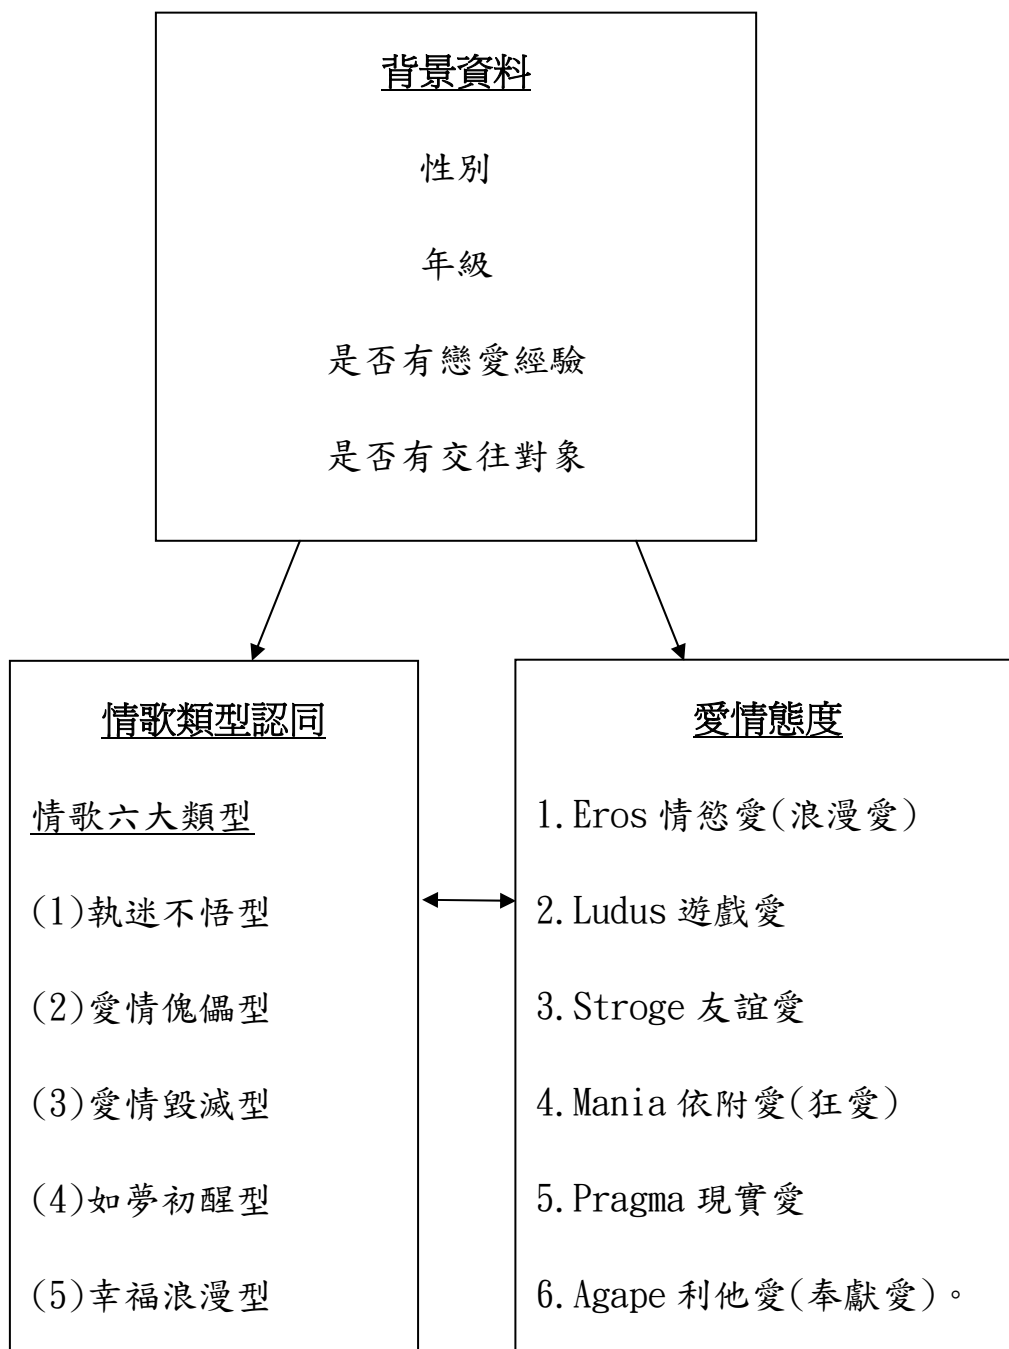 背景資料
性別
年級
是否有戀愛經驗
是否有交往對象
情歌類型認同
情歌六大類型
(1)執迷不悟型
(2)愛情傀儡型
(3)愛情毀滅型
(4)如夢初醒型
(5)幸福浪漫型
愛情態度
1.Eros 情慾愛(浪漫愛)
2.Ludus 遊戲愛
3.Stroge 友誼愛
4.Mania 依附愛(狂愛)
5.Pragma 現實愛
6.Agape 利他愛(奉獻愛)。